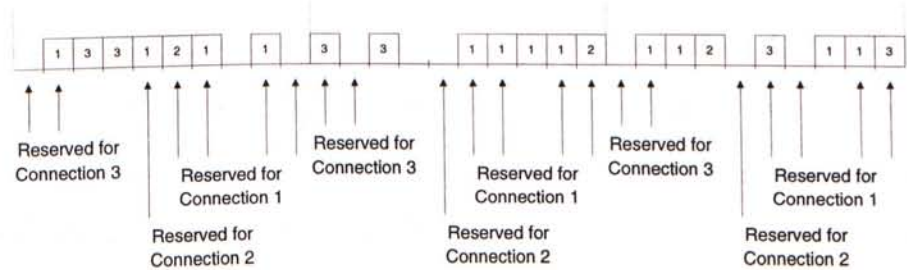 1 3 3 1 2 1 1 3 3 1 1 1 1 2 1 1 2 3 1 1 3
Reserved for
Connection 3
Reserved for
Connection 1
Reserved for
Connection 2
Reserved for
Connection 3
Reserved for
Connection 1
Reserved for
Connection 2
Reserved for
Connection 3
Reserved for
Connection 1
Reserved for
Connection 2